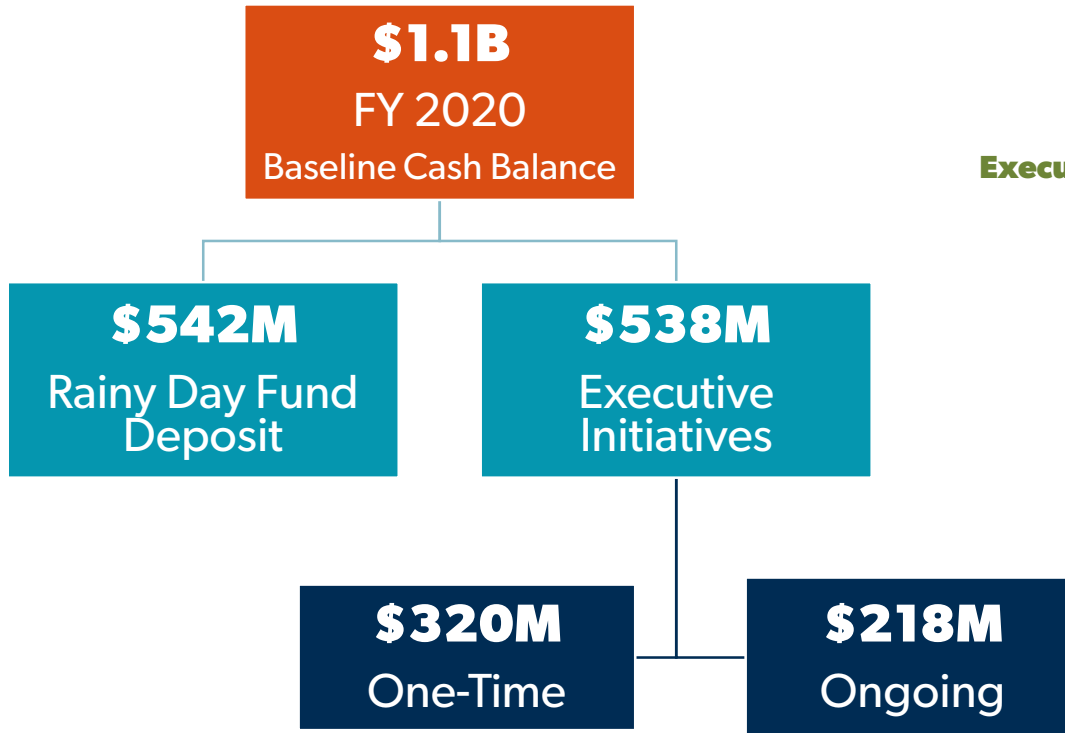 $1.1B
FY 2020
Baseline Cash Balance
$542M
Rainy Day Fund
Deposit
$538M
Executive
Initiatives
$320M
One-Time
$218M
Ongoing